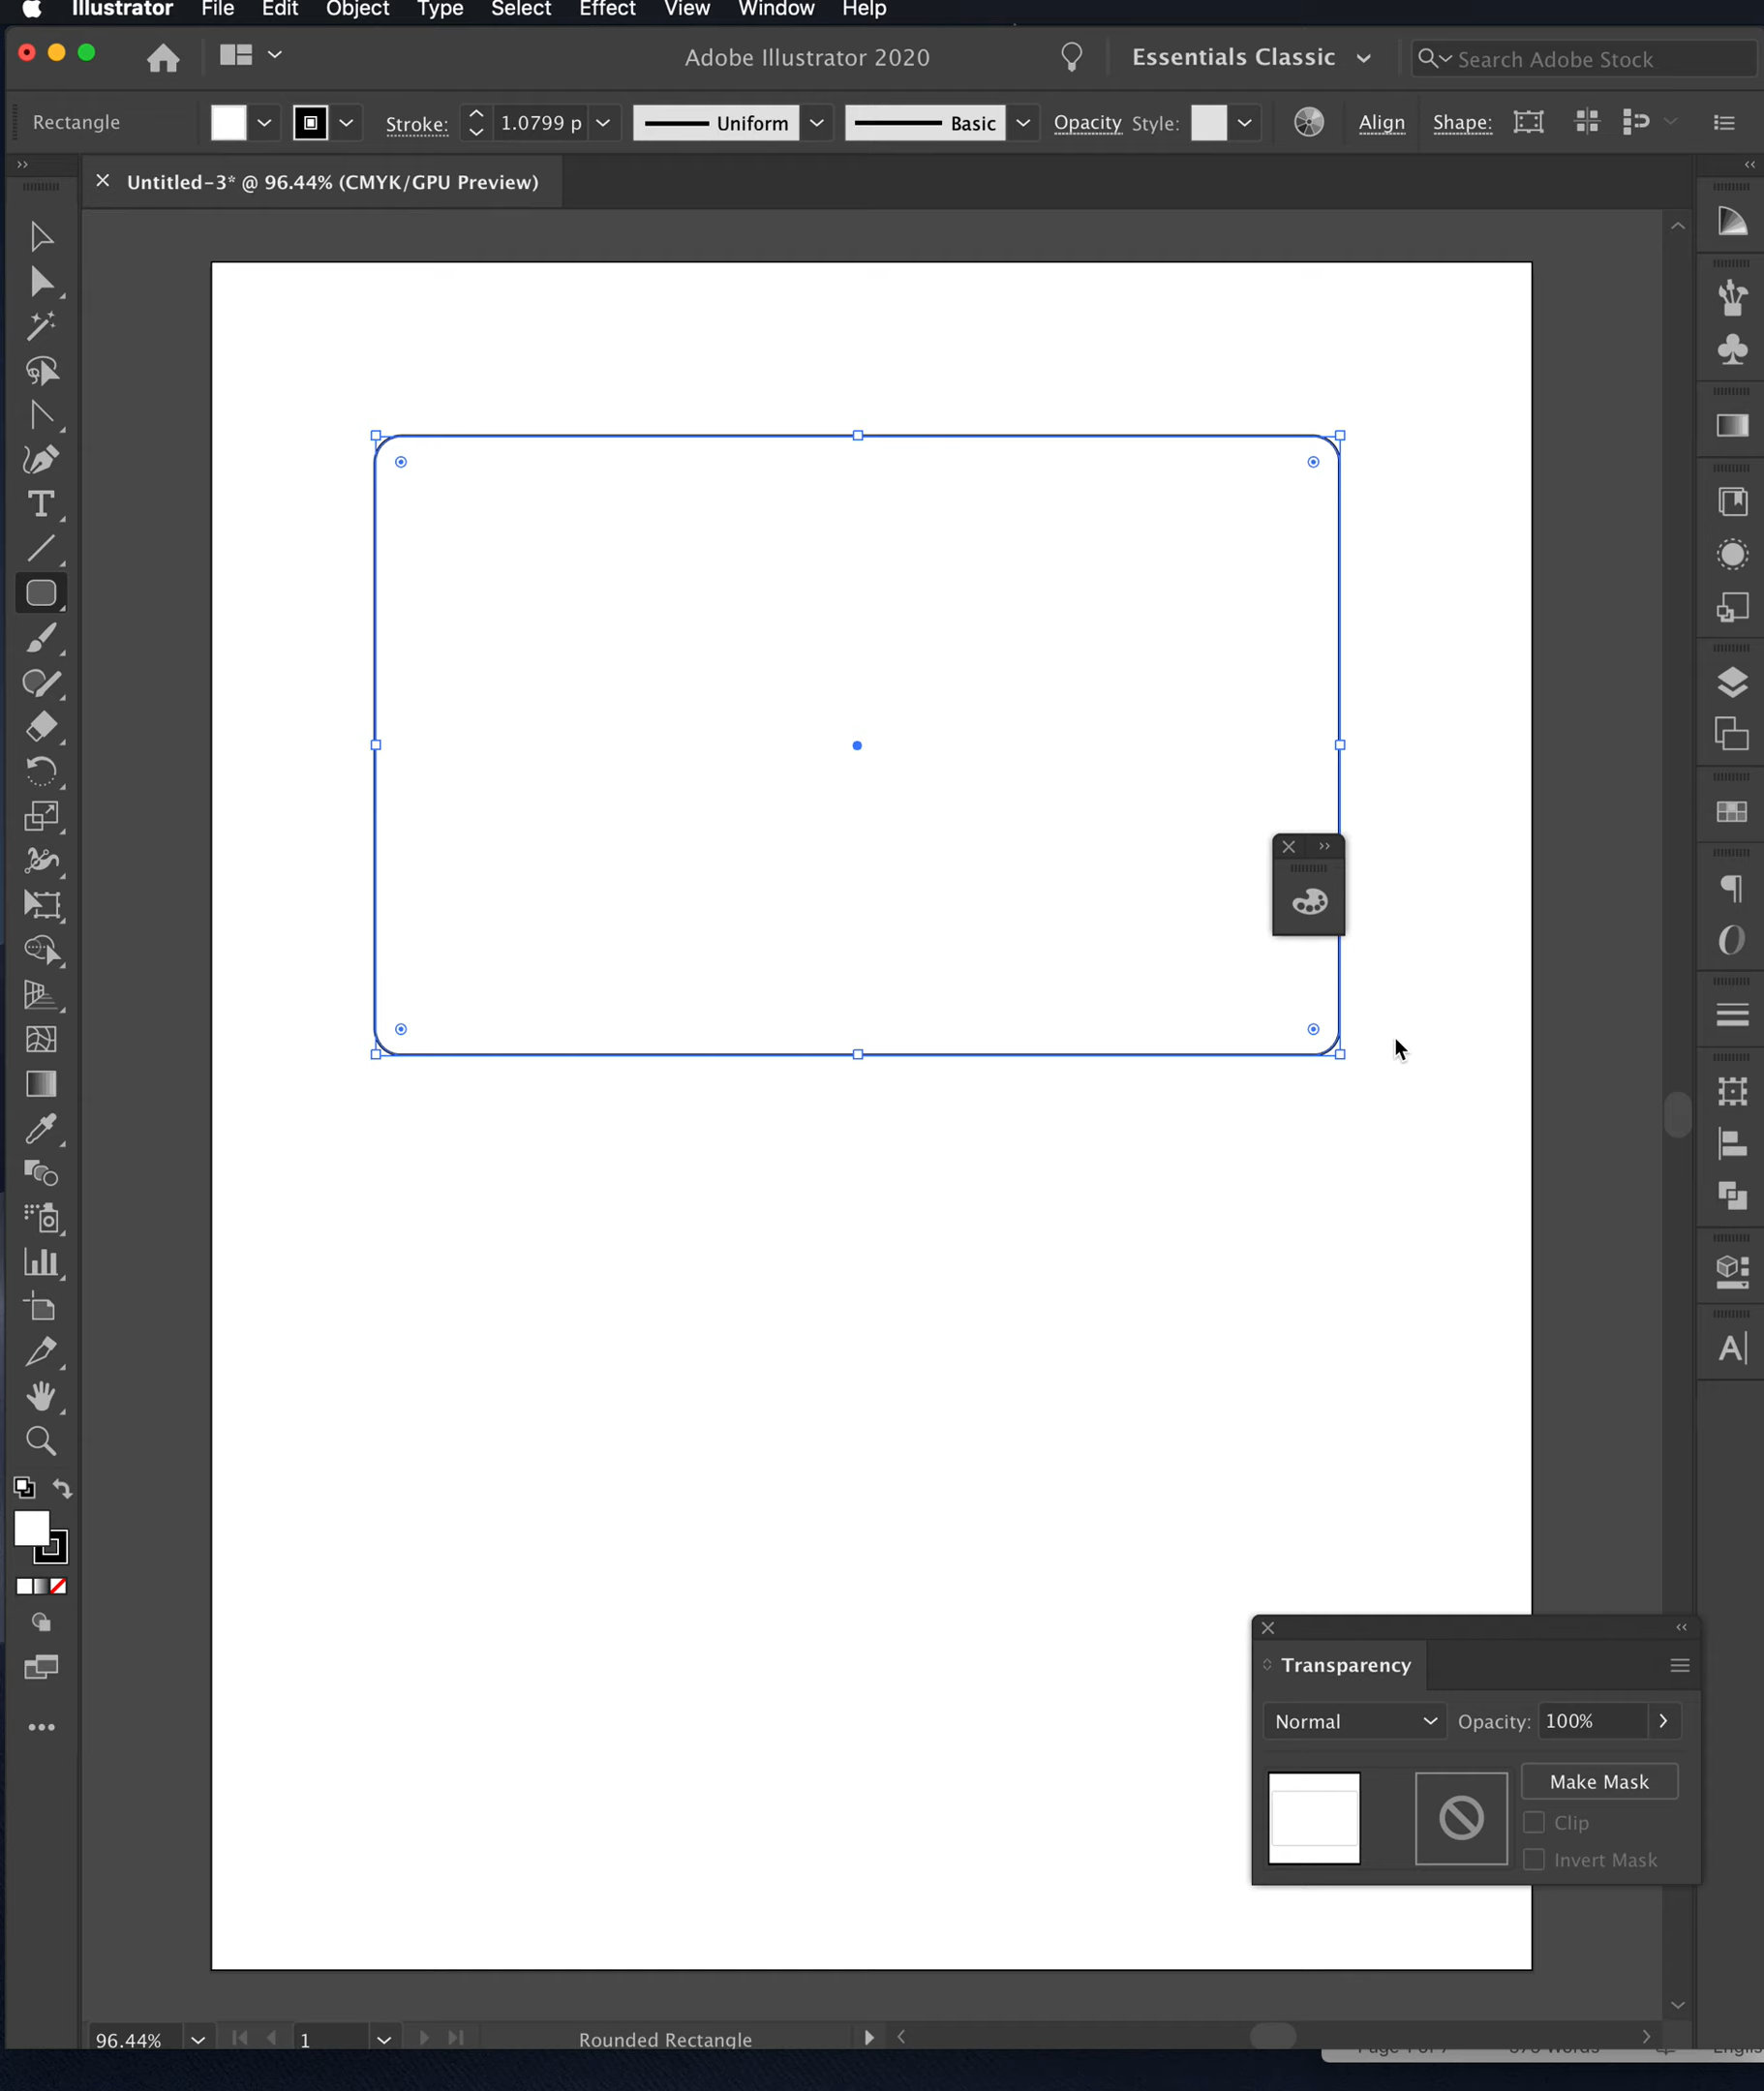 Illustrator File Edit Object Type Select Effect View Window Help
Adobe Illustrator 2020
Essentials Classic
Search Adobe Stock
Rectangle
Stroke: 1.0799 p
Uniform
Basic
Opacity Style:
Align
Shape:
× Untitled-3* @ 96.44% (CMYK/GPU Preview)
Transparency
Normal
Opacity: 100%
Make Mask
Clip
Invert Mask
96.44%
1
Rounded Rectangle